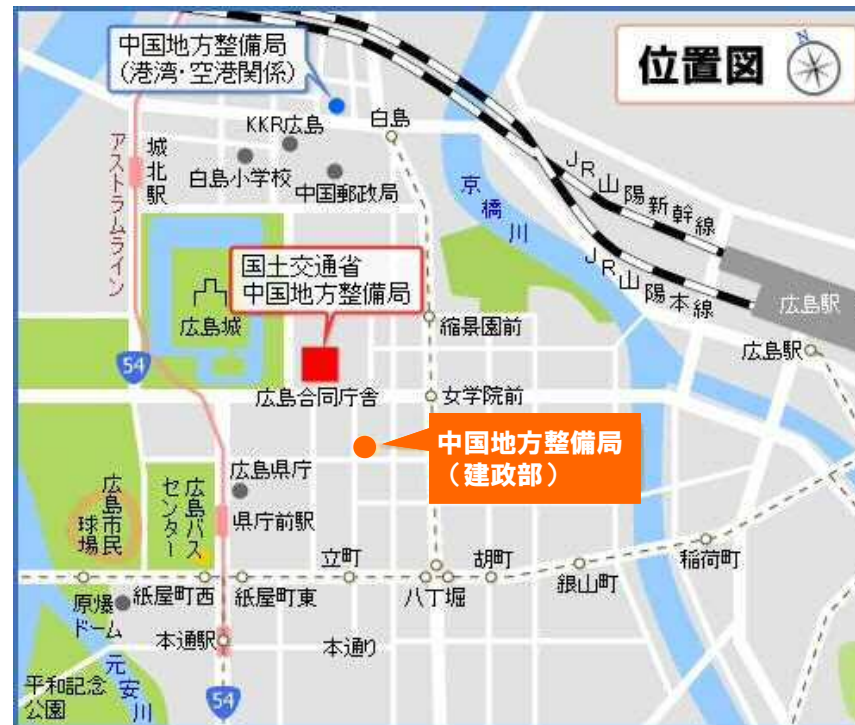 中国地方整備局
(港湾・空港関係)
位置図
N
白島
KKR広島
城北駅
アストラムライン
白島小学校
中国郵政局
京橋川
JR山陽新幹線
JR山陽本線
国土交通省
中国地方整備局
広島城
広島駅
縮景園前
広島駅
54
広島合同庁舎
女学院前
中国地方整備局
（建政部）
広島県庁
広島市民
球場
広島バス
センター
県庁前駅
立町
胡町
銀山町
稲荷町
八丁堀
原爆
ドーム
紙屋町西
紙屋町東
本通駅
本通り
元安川
平和記念
公園
54